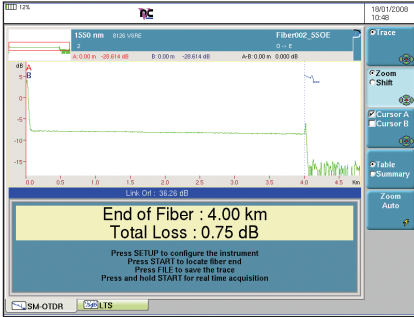 12%
18/01/2008
10:48
1550 nm 8126 VSRE
Fiber002_SSOE
2
O -> E
A: 0.00 m -28.614 dB B: 0.00 m -28.614 dB A-B: 0.00 m 0.000 dB
Trace
Zoom
Shift
Cursor A
Cursor B
Table
Summary
Zoom
Auto
dB
A
B
5-
0-
-5-
-10-
-15-
0.0 0.5 1.0 1.5 2.0 2.5 3.0 3.5 4.0 4.5 Km
Link Orl : 36.26 dB
End of Fiber : 4.00 km
Total Loss : 0.75 dB
Press SETUP to configure the instrument
Press START to locate fiber end
Press FILE to save the trace
Press and hold START for real time acquisition
SM-OTDR
LTS